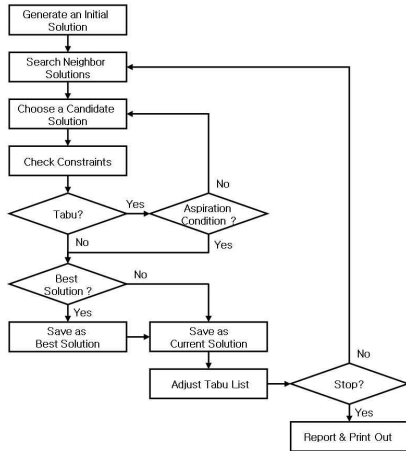 Generate an Initial
Solution
Search Neighbor
Solutions
Choose a Candidate
Solution
Check Constraints
No
Tabu?
Yes
Aspiration
Condition ?
No
Yes
Best
Solution ?
No
Yes
Save as
Best Solution
Save as
Current Solution
No
Adjust Tabu List
Stop?
Yes
Report & Print Out